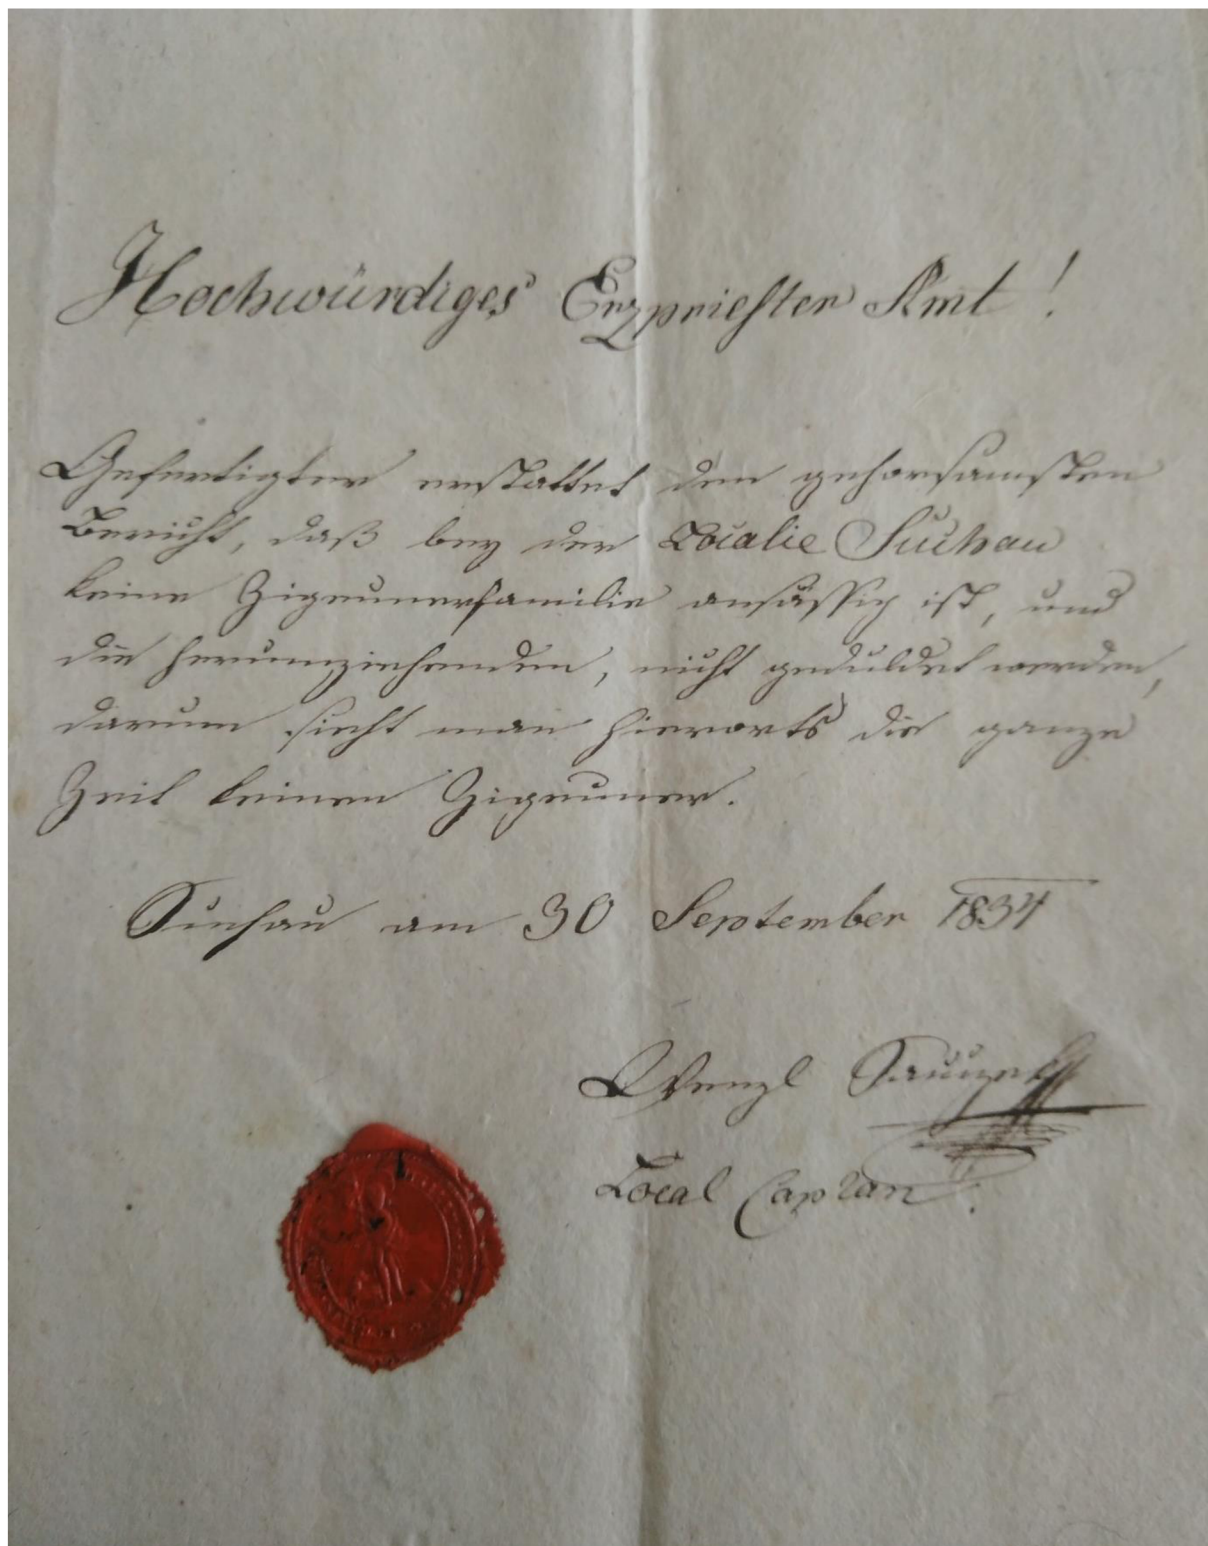 Hochwürdiges Erzpriester Amt!
Gefertigter erstattet den gehorsamsten
Bericht, daß bey der Localie Suchau
keine Zigeunerfamilie ansässig ist, und
die herumziehenden, nicht geduldet werden,
darum sieht man hierorts die ganze
Zeit keinen Zigeuner.
Suchau am 30 September 1834
Wenzl
Local Caplan.